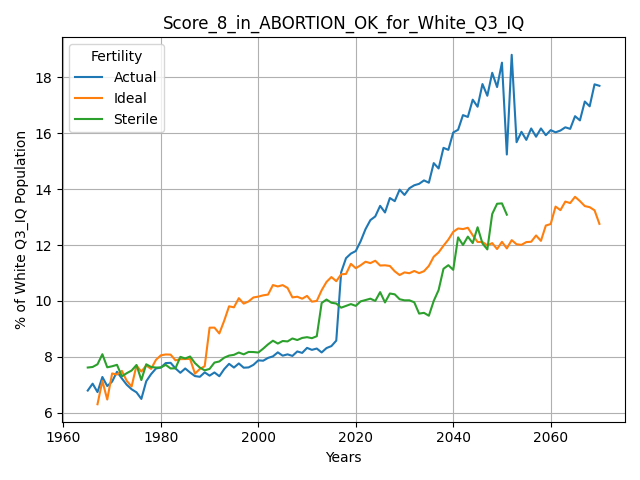 Score_8_in_ABORTION_OK_for_White_Q3_IQ
Fertility
Actual
Ideal
Sterile
% of White Q3_IQ Population
18
16
14
12
10
8
6
1960 1980 2000 2020 2040 2060
Years